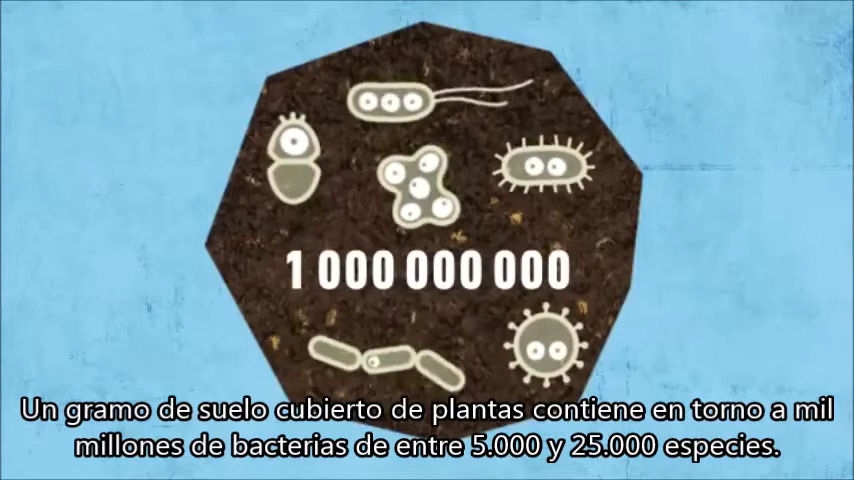 1 000 000 000
Un gramo de suelo cubierto de plantas contiene en torno a mil
millones de bacterias de entre 5.000 y 25.000 especies.